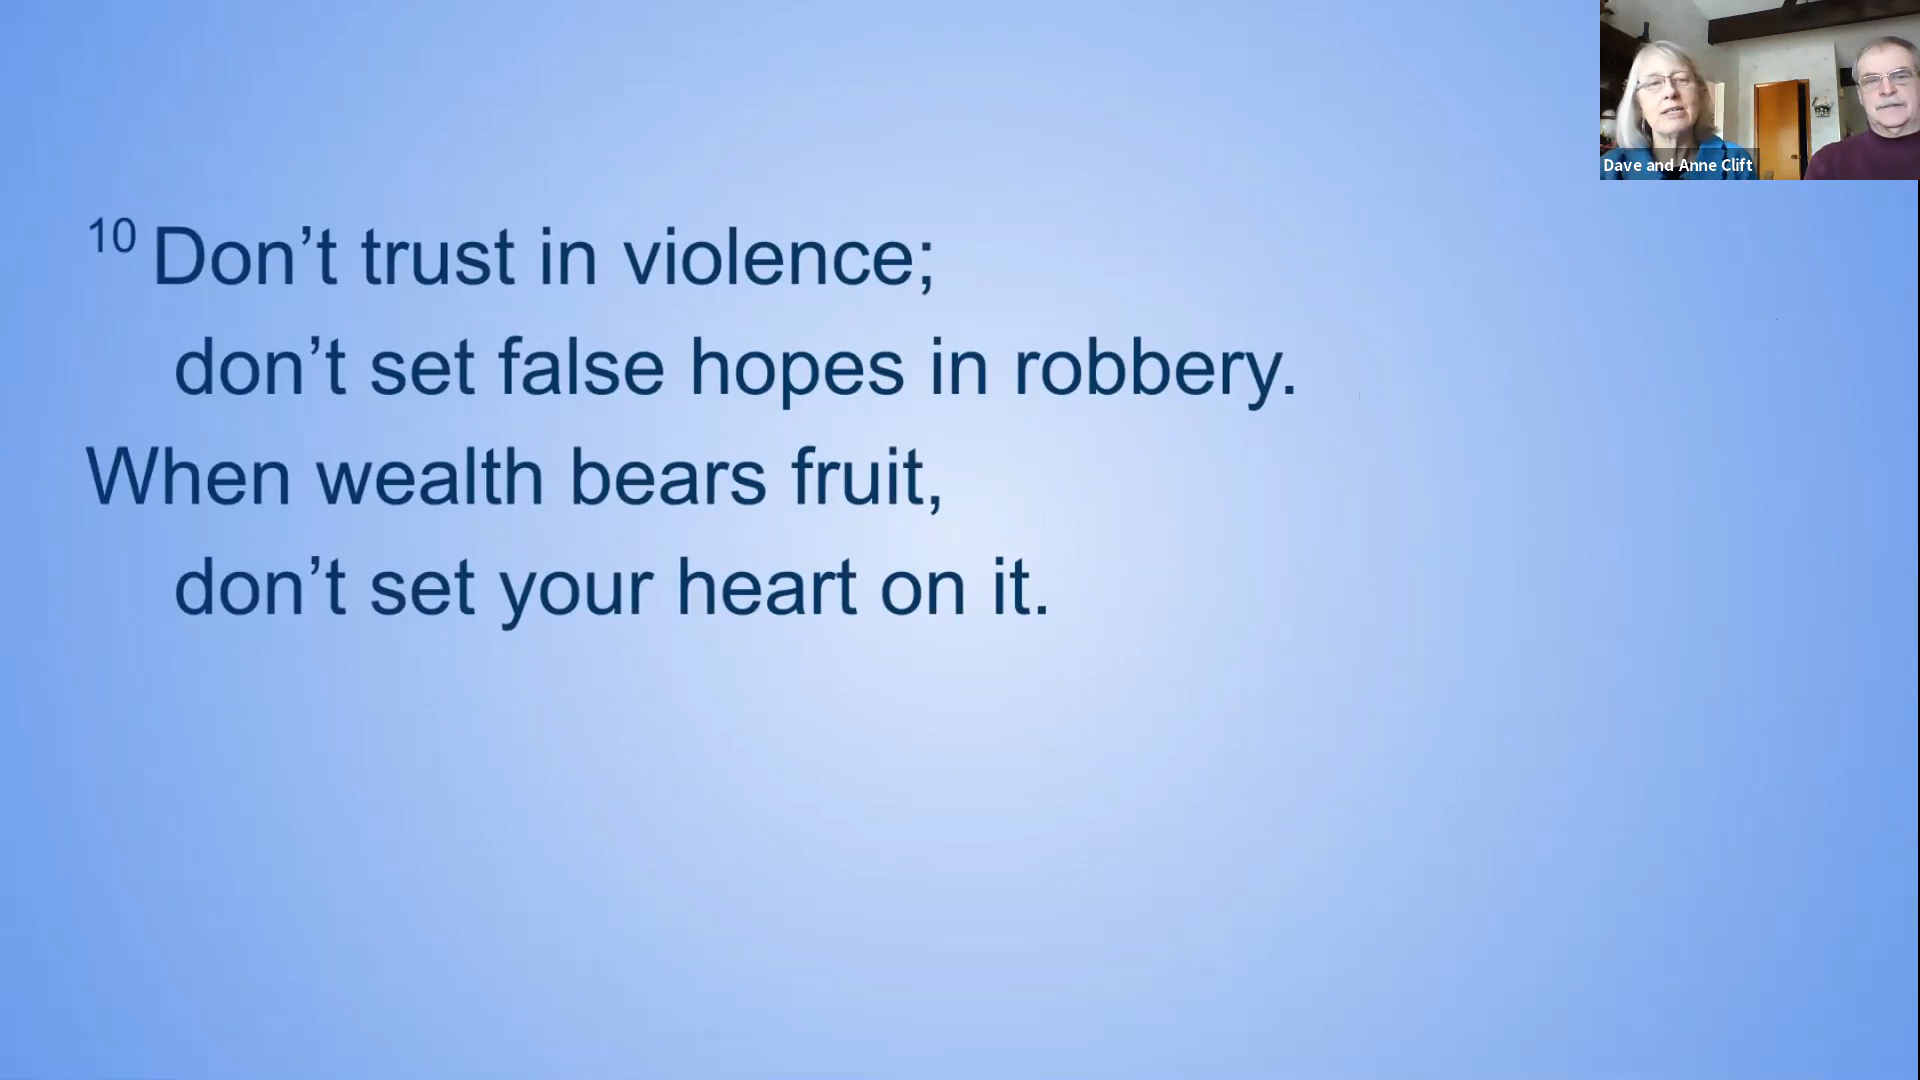 10 Don’t trust in violence;
don’t set false hopes in robbery.
When wealth bears fruit,
don’t set your heart on it.
Dave and Anne Clift